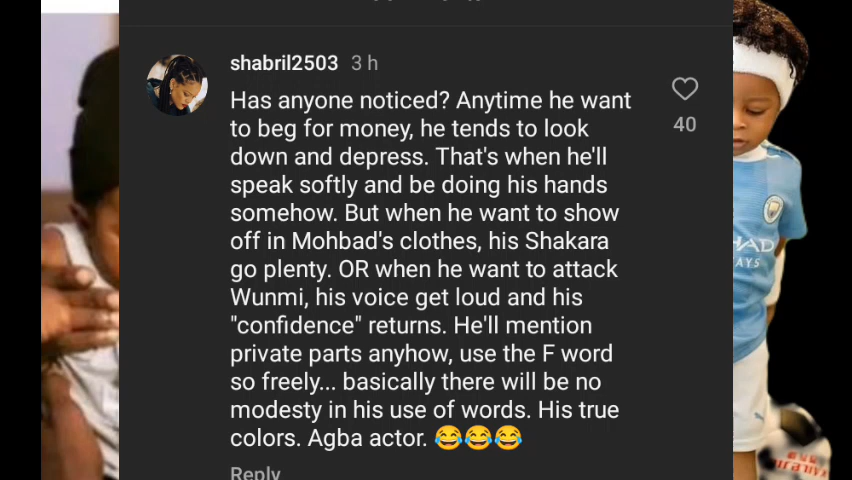 shabril2503 3 h
Has anyone noticed? Anytime he want
to beg for money, he tends to look
down and depress. That's when he'll
speak softly and be doing his hands
somehow. But when he want to show
off in Mohbad's clothes, his Shakara
go plenty. OR when he want to attack
Wunmi, his voice get loud and his
"confidence" returns. He'll mention
private parts anyhow, use the F word
so freely... basically there will be no
modesty in his use of words. His true
colors. Agba actor. 😂😂😂
40
Reply
HAD
AYS